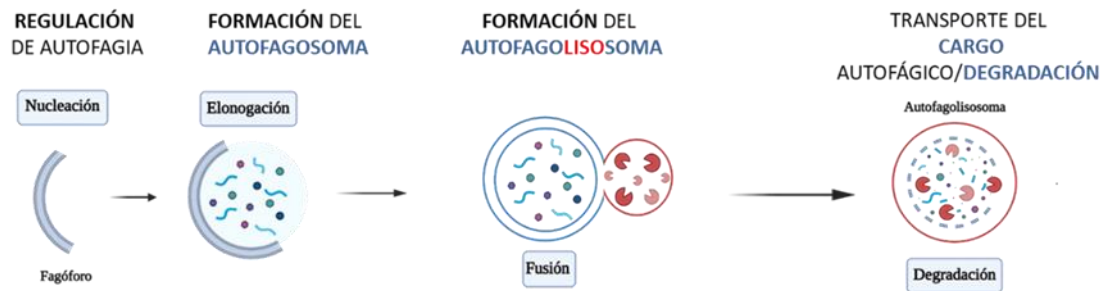 REGULACIÓN
DE AUTOFAGIA
Nucleación
Fagóforo
FORMACIÓN DEL
AUTOFAGOSOMA
Elonogación
FORMACIÓN DEL
AUTOFAGOLISOSOMA
Fusión
TRANSPORTE DEL
CARGO
AUTOFÁGICO/DEGRADACIÓN
Autofagolisosoma
Degradación